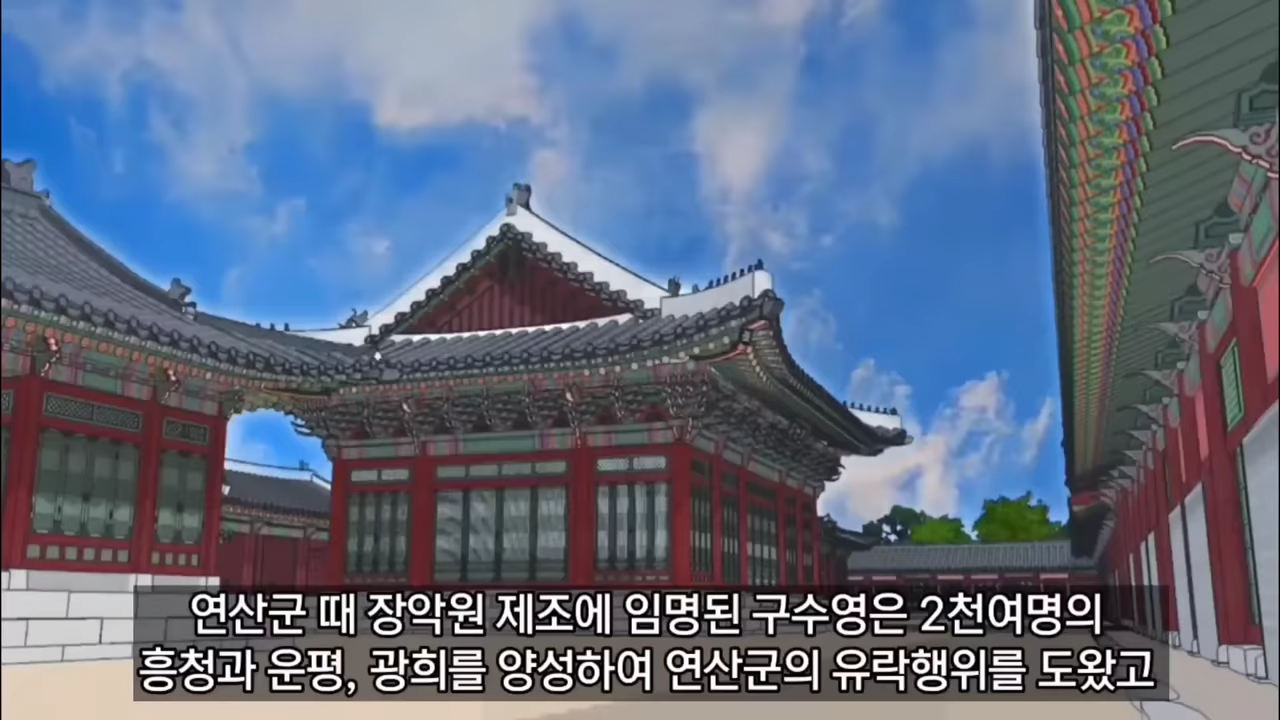 연산군 때 장악원 제조에 임명된 구수영은 2천여명의
흥청과 운평, 광희를 양성하여 연산군의 유락행위를 도왔고